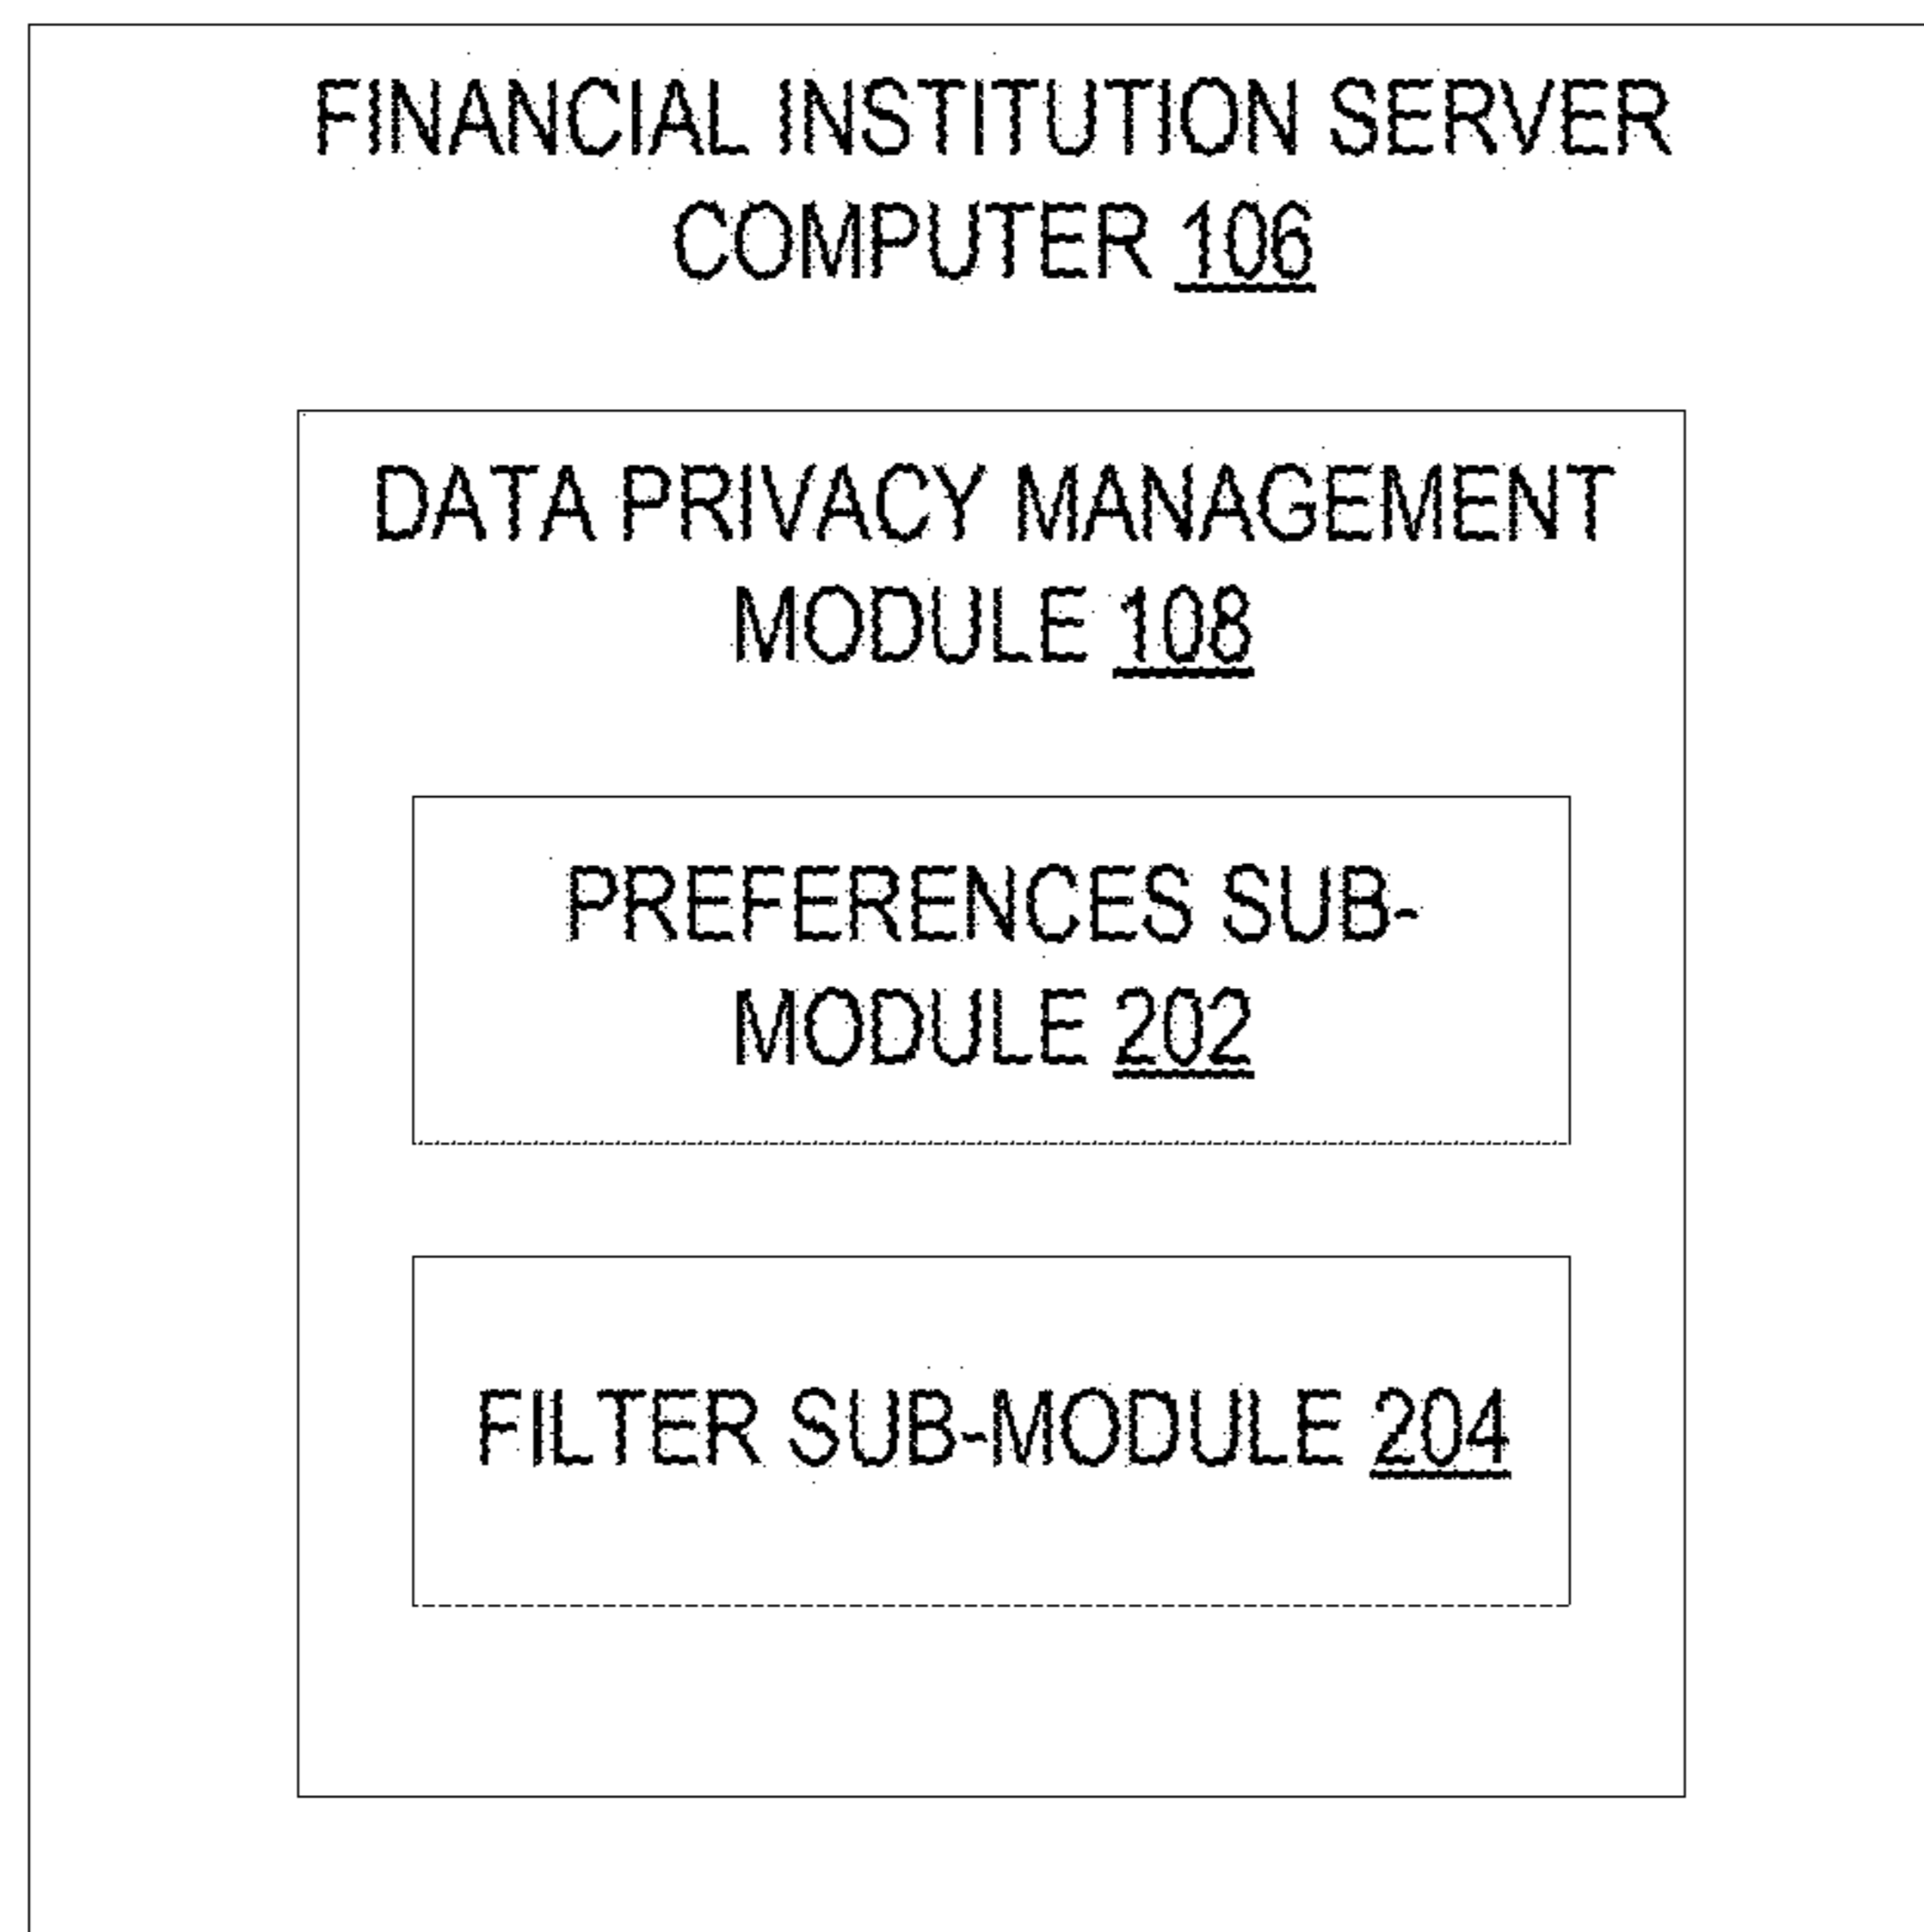 FINANCIAL INSTITUTION SERVER
COMPUTER 106
DATA PRIVACY MANAGEMENT
MODULE 108
PREFERENCES SUB-
MODULE 202
FILTER SUB-MODULE 204